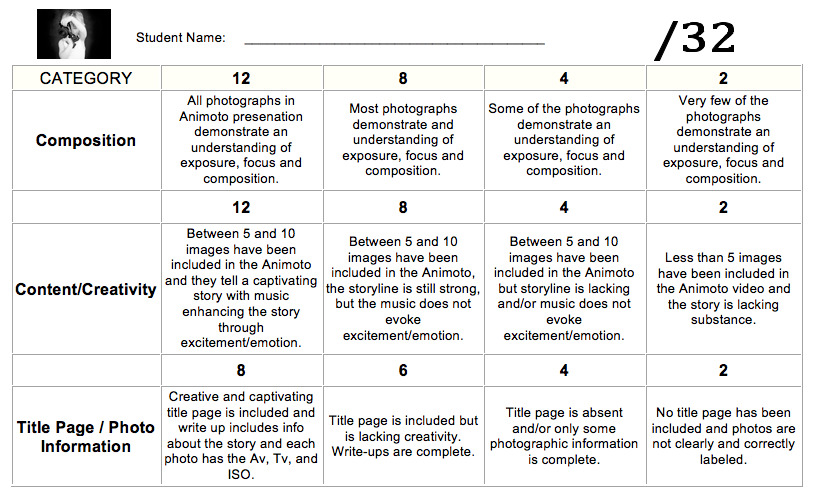 Student Name: ______________________________________
/32
CATEGORY 12 8 4 2
Composition
All photographs in
Animoto presenation
demonstrate an
understanding of
exposure, focus and
composition.
Most photographs
demonstrate and
understanding of
exposure, focus and
composition.
Some of the photographs
demonstrate an
understanding of
exposure, focus and
composition.
Very few of the
photographs
demonstrate an
understanding of
exposure, focus and
composition.
12 8 4 2
Content/Creativity
Between 5 and 10
images have been
included in the Animoto
and they tell a captivating
story with music
enhancing the story
through
excitement/emotion.
Between 5 and 10
images have been
included in the Animoto,
the storyline is still strong,
but the music does not
evoke
excitement/emotion.
Between 5 and 10
images have been
included in the Animoto
but storyline is lacking
and/or music does not
evoke
excitement/emotion.
Less than 5 images
have been included in
the Animoto video and
the story is lacking
substance.
8 6 4 2
Title Page / Photo
Information
Creative and captivating
title page is included and
write up includes info
about the story and each
photo has the Av, Tv, and
ISO.
Title page is included but
is lacking creativity.
Write-ups are complete.
Title page is absent
and/or only some
photographic information
is complete.
No title page has been
included and photos are
not clearly and correctly
labeled.